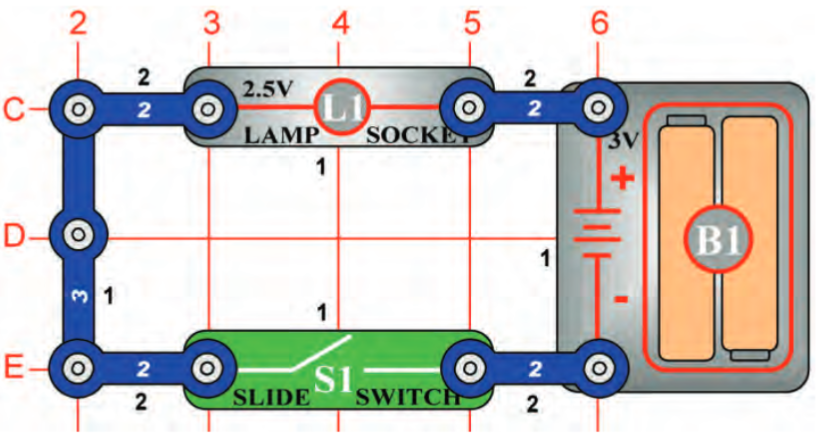 2 3 4 5 6
2 2
C 2 2.5V L1 2
LAMP SOCKET 3V
1 +
D 1 B1
3 1 1 -
E 2 S1 2
SLIDE SWITCH
2 2